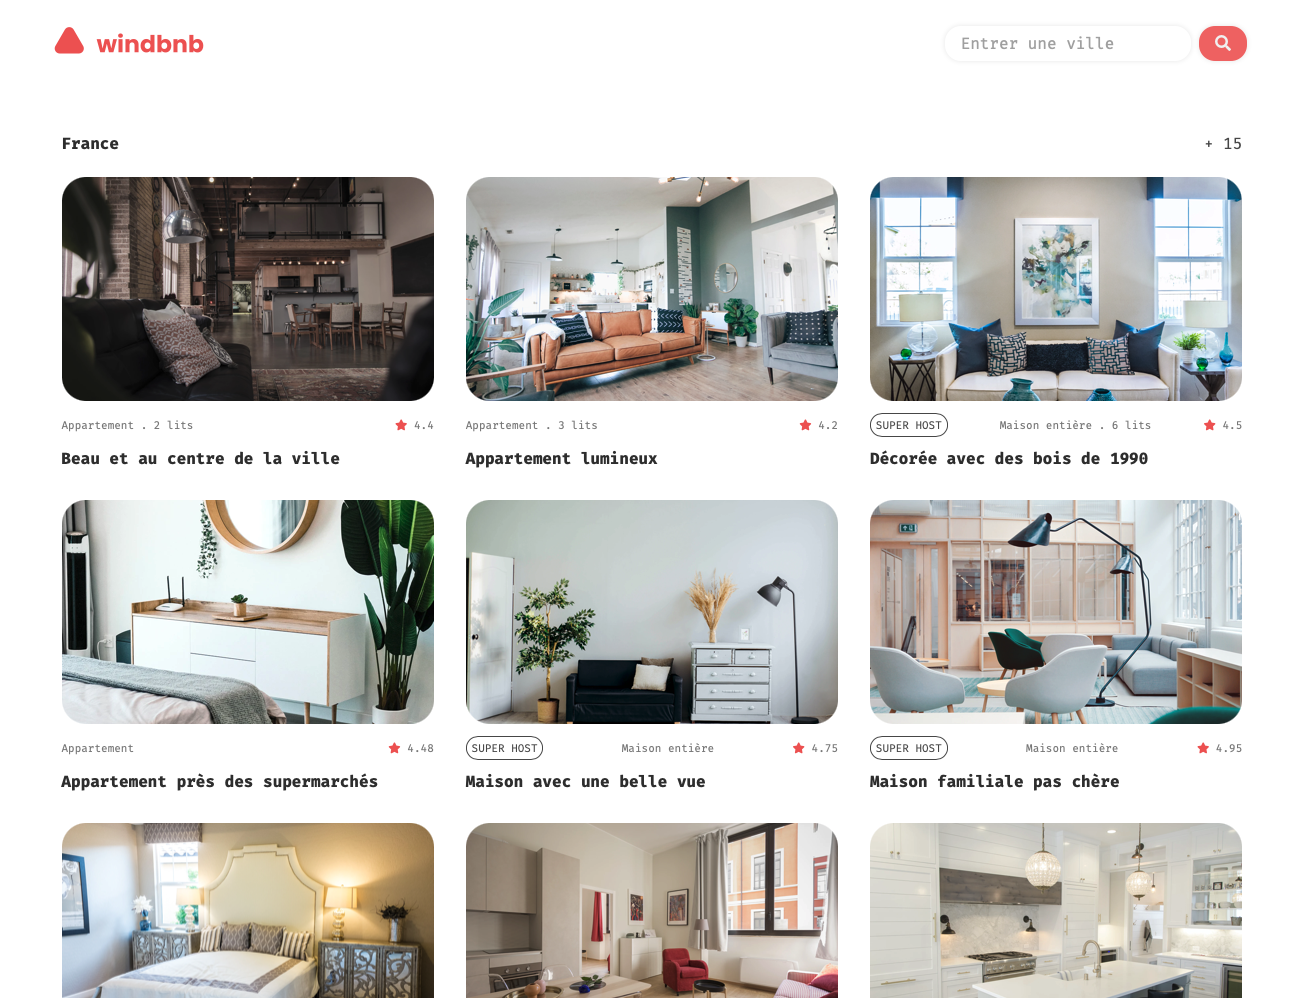 windbnb
Entrer une ville
France
+ 15
Appartement . 2 lits
4.4
Beau et au centre de la ville
Appartement . 3 lits
4.2
Appartement lumineux
SUPER HOST
Maison entière . 6 lits
4.5
Décorée avec des bois de 1990
Appartement
4.48
Appartement près des supermarchés
SUPER HOST
Maison entière
4.75
Maison avec une belle vue
SUPER HOST
Maison entière
4.95
Maison familiale pas chère